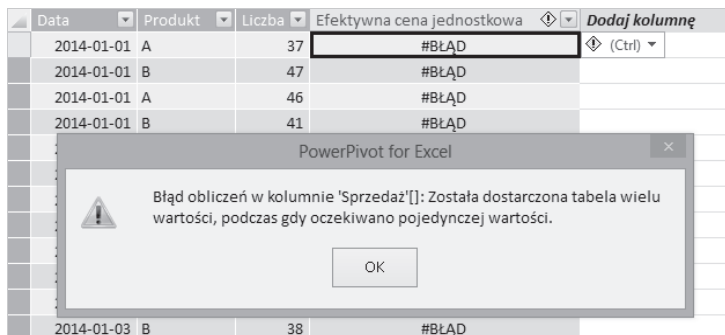 Data Produkt Liczba Efektywna cena jednostkowa Dodaj kolumnę
2014-01-01 A 37 #BŁĄD (Ctrl)
2014-01-01 B 47 #BŁĄD
2014-01-01 A 46 #BŁĄD
2014-01-01 B 41 #BŁĄD
PowerPivot for Excel
Błąd obliczeń w kolumnie 'Sprzedaż'[]: Została dostarczona tabela wielu
wartości, podczas gdy oczekiwano pojedynczej wartości.
OK
2014-01-03 B 38 #BŁĄD